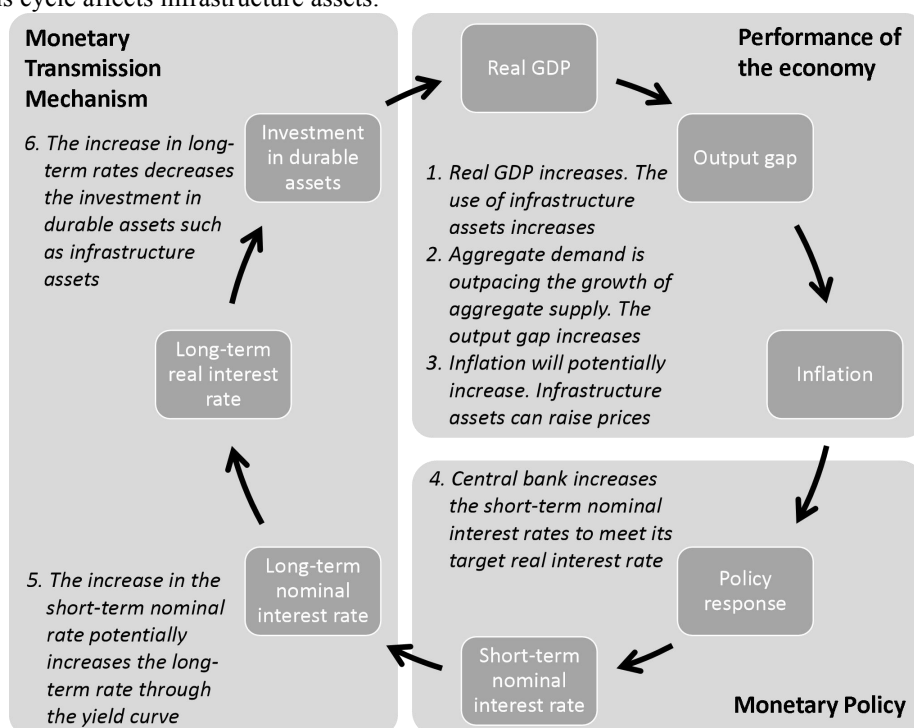 is cycle affects infrastructure assets.
Monetary
Transmission
Mechanism
6. The increase in long-
term rates decreases
the investment in
durable assets such
as infrastructure
assets
Investment
in durable
assets
Real GDP
Performance of
the economy
Output gap
1. Real GDP increases. The
use of infrastructure
assets increases
2. Aggregate demand is
outpacing the growth of
aggregate supply. The
output gap increases
3. Inflation will potentially
increase. Infrastructure
assets can raise prices
Inflation
Long-term
real interest
rate
4. Central bank increases
the short-term nominal
interest rates to meet its
target real interest rate
Policy
response
Long-term
nominal
interest rate
5. The increase in the
short-term nominal
rate potentially
increases the long-
term rate through
the yield curve
Short-term
nominal
interest rate
Monetary Policy